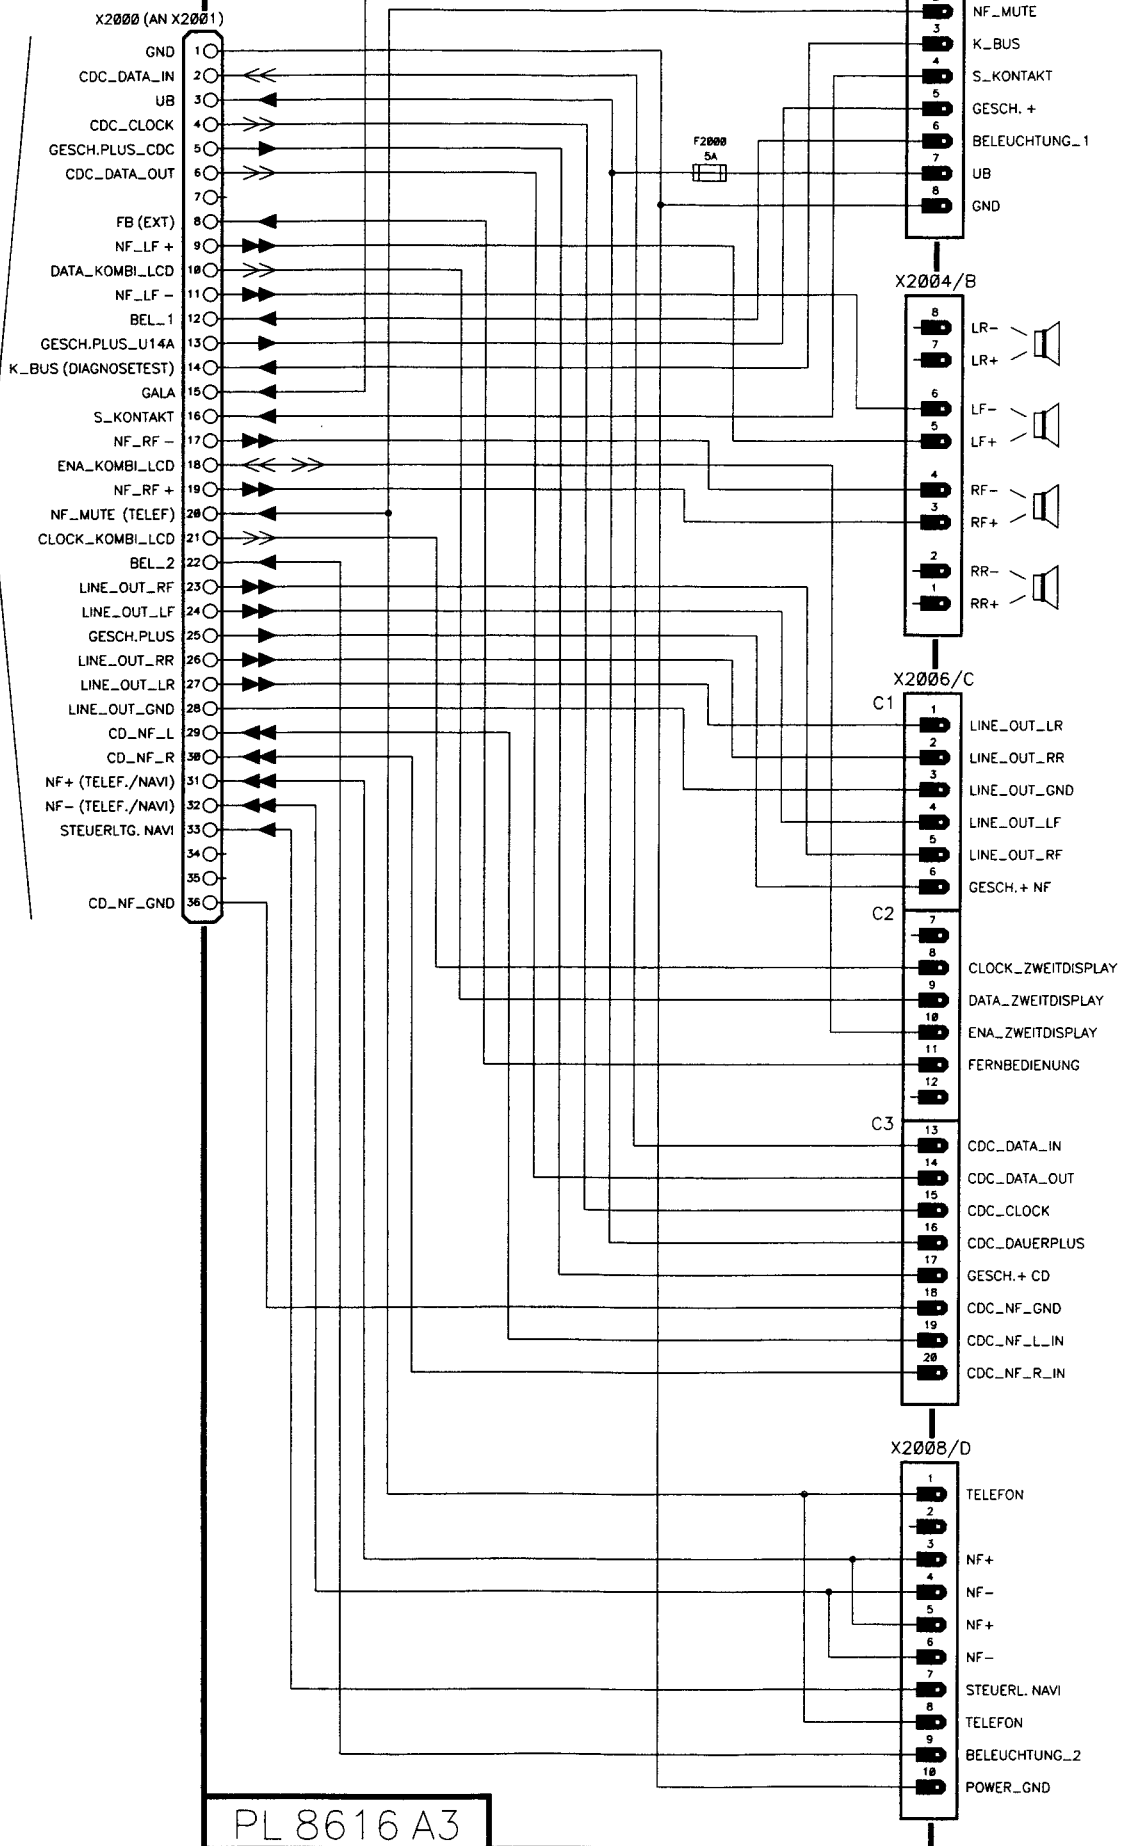 X2000 (AN X2001)
GND 1
CDC_DATA_IN 2
UB 3
CDC_CLOCK 4
GESCH.PLUS_CDC 5
CDC_DATA_OUT 6
7
FB (EXT) 8
NF_LF + 9
DATA_KOMBI_LCD 10
NF_LF - 11
BEL_1 12
GESCH.PLUS_U14A 13
K_BUS (DIAGNOSETEST) 14
GALA 15
S_KONTAKT 16
NF_RF - 17
ENA_KOMBI_LCD 18
NF_RF + 19
NF_MUTE (TELEF) 20
CLOCK_KOMBI_LCD 21
BEL_2 22
LINE_OUT_RF 23
LINE_OUT_LF 24
GESCH.PLUS 25
LINE_OUT_RR 26
LINE_OUT_LR 27
LINE_OUT_GND 28
CD_NF_L 29
CD_NF_R 30
NF+ (TELEF./NAVI) 31
NF- (TELEF./NAVI) 32
STEUERLTG. NAVI 33
34
35
CD_NF_GND 36
F2000
5A
NF_MUTE
3 K_BUS
4 S_KONTAKT
5 GESCH. +
6 BELEUCHTUNG_1
7 UB
8 GND
X2004/B
8 LR-
7 LR+
6 LF-
5 LF+
4 RF-
3 RF+
2 RR-
1 RR+
X2006/C
C1
1 LINE_OUT_LR
2 LINE_OUT_RR
3 LINE_OUT_GND
4 LINE_OUT_LF
5 LINE_OUT_RF
6 GESCH.+ NF
C2
7
8 CLOCK_ZWEITDISPLAY
9 DATA_ZWEITDISPLAY
10 ENA_ZWEITDISPLAY
11 FERNBEDIENUNG
12
C3
13 CDC_DATA_IN
14 CDC_DATA_OUT
15 CDC_CLOCK
16 CDC_DAUERPLUS
17 GESCH.+ CD
18 CDC_NF_GND
19 CDC_NF_L_IN
20 CDC_NF_R_IN
X2008/D
1 TELEFON
2
3 NF+
4 NF-
5 NF+
6 NF-
7 STEUERL. NAVI
8 TELEFON
9 BELEUCHTUNG_2
10 POWER_GND
PL 8616 A3